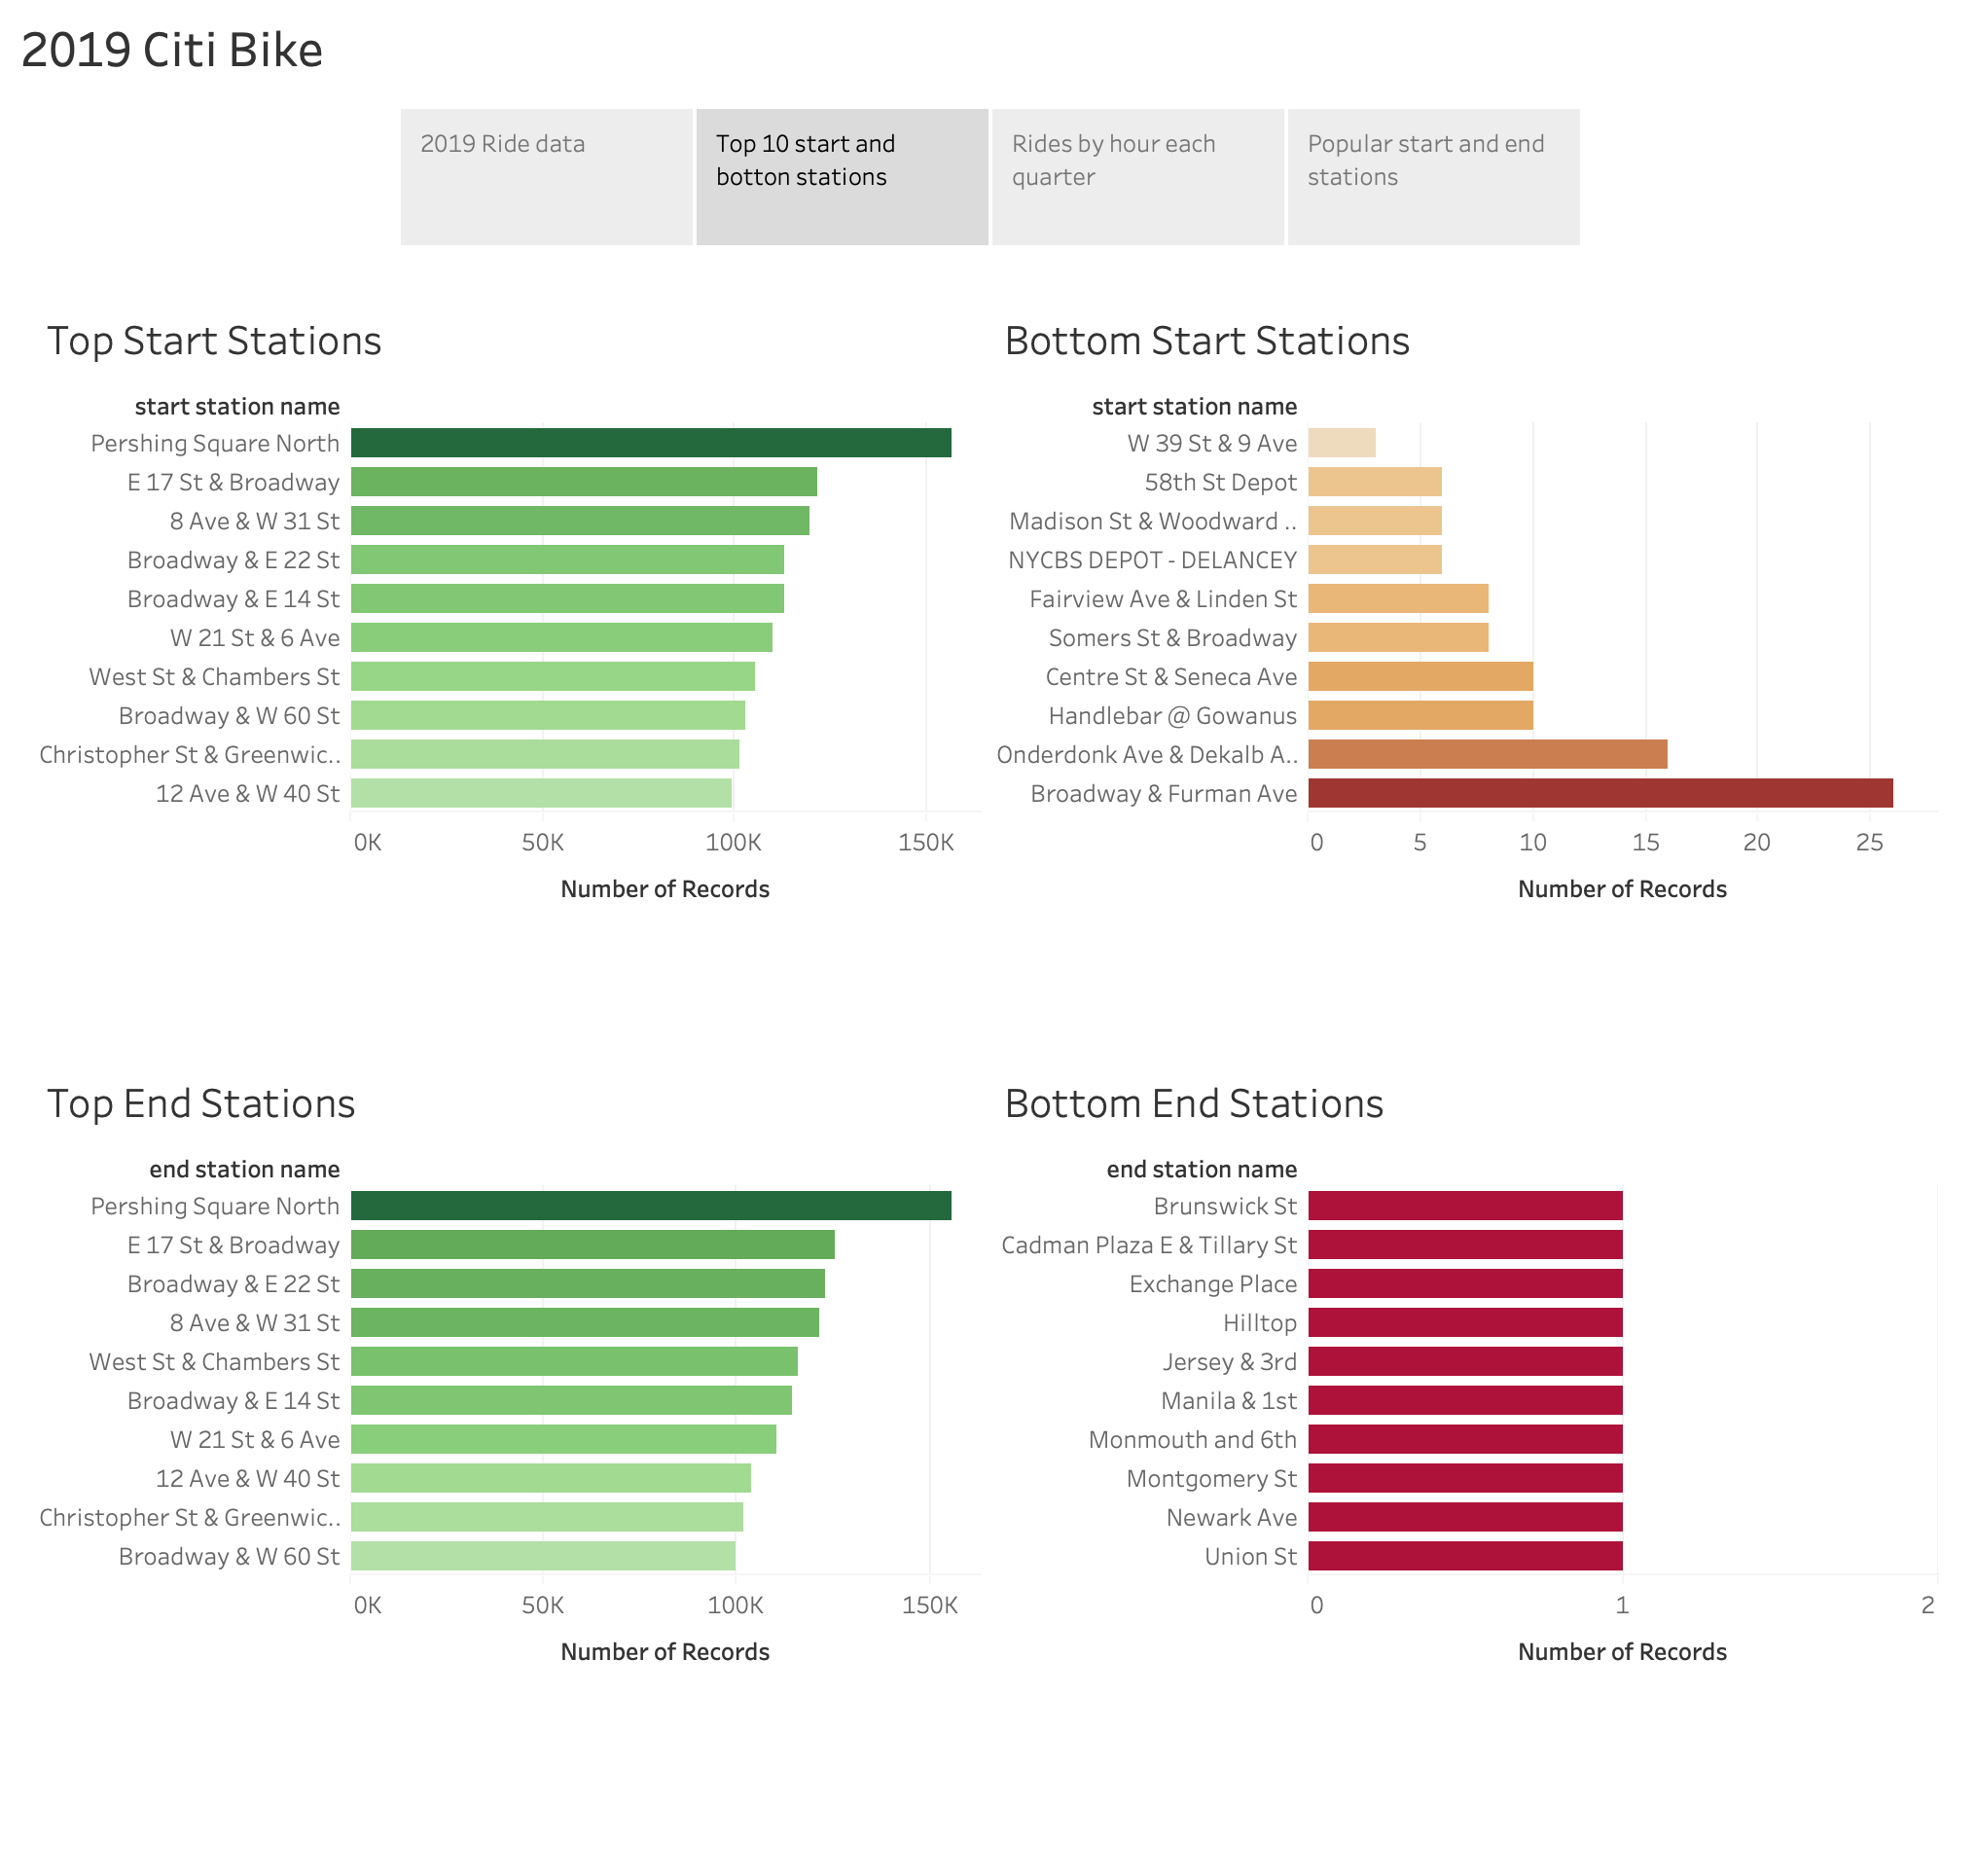 2019 Citi Bike
2019 Ride data
Top 10 start and
botton stations
Rides by hour each
quarter
Popular start and end
stations
Top Start Stations
start station name
Pershing Square North
E 17 St & Broadway
8 Ave & W 31 St
Broadway & E 22 St
Broadway & E 14 St
W 21 St & 6 Ave
West St & Chambers St
Broadway & W 60 St
Christopher St & Greenwic..
12 Ave & W 40 St
0K 50K 100K 150K
Number of Records
Bottom Start Stations
start station name
W 39 St & 9 Ave
58th St Depot
Madison St & Woodward ..
NYCBS DEPOT - DELANCEY
Fairview Ave & Linden St
Somers St & Broadway
Centre St & Seneca Ave
Handlebar @ Gowanus
Onderdonk Ave & Dekalb A..
Broadway & Furman Ave
0 5 10 15 20 25
Number of Records
Top End Stations
end station name
Pershing Square North
E 17 St & Broadway
Broadway & E 22 St
8 Ave & W 31 St
West St & Chambers St
Broadway & E 14 St
W 21 St & 6 Ave
12 Ave & W 40 St
Christopher St & Greenwic..
Broadway & W 60 St
0K 50K 100K 150K
Number of Records
Bottom End Stations
end station name
Brunswick St
Cadman Plaza E & Tillary St
Exchange Place
Hilltop
Jersey & 3rd
Manila & 1st
Monmouth and 6th
Montgomery St
Newark Ave
Union St
0 1 2
Number of Records